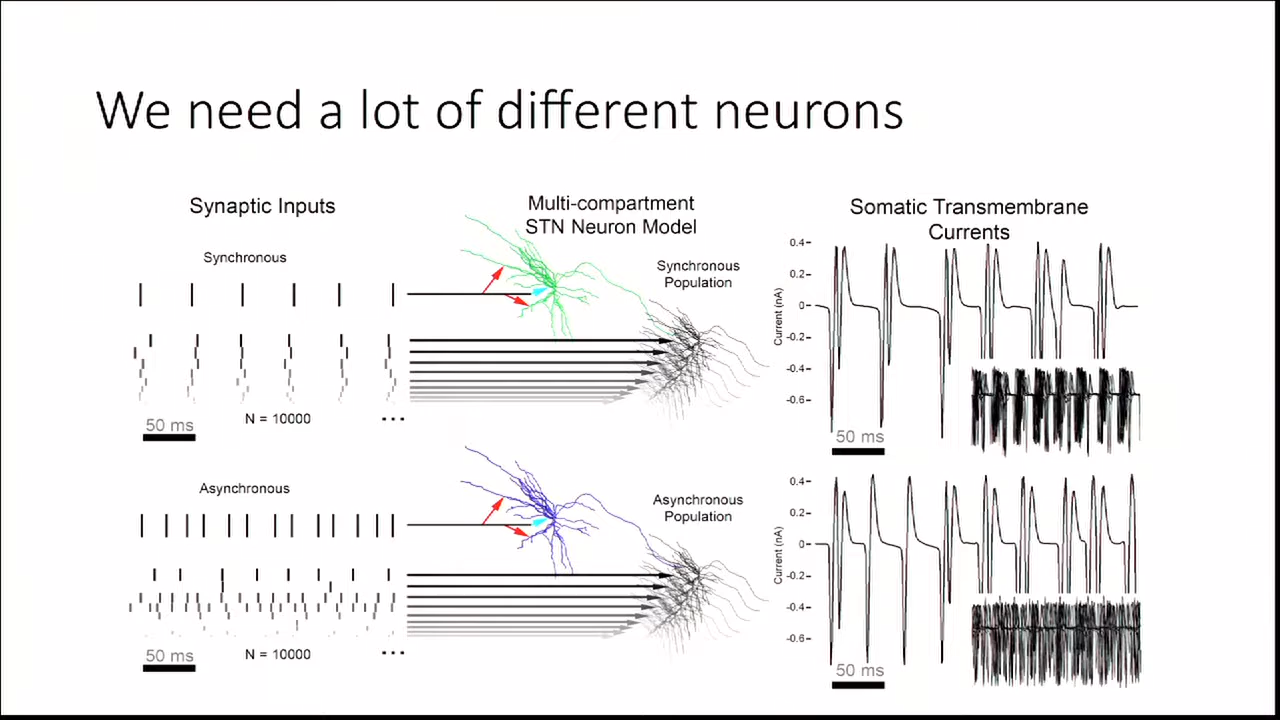 We need a lot of different neurons
Synaptic Inputs
Multi-compartment
STN Neuron Model
Somatic Transmembrane
Currents
Synchronous
Synchronous
Population
Current (nA)
0.4
0.2
0
-0.2
-0.4
-0.6
50 ms
N = 10000
...
50 ms
Asynchronous
Asynchronous
Population
Current (nA)
0.4
0.2
0
-0.2
-0.4
-0.6
50 ms
N = 10000
...
50 ms